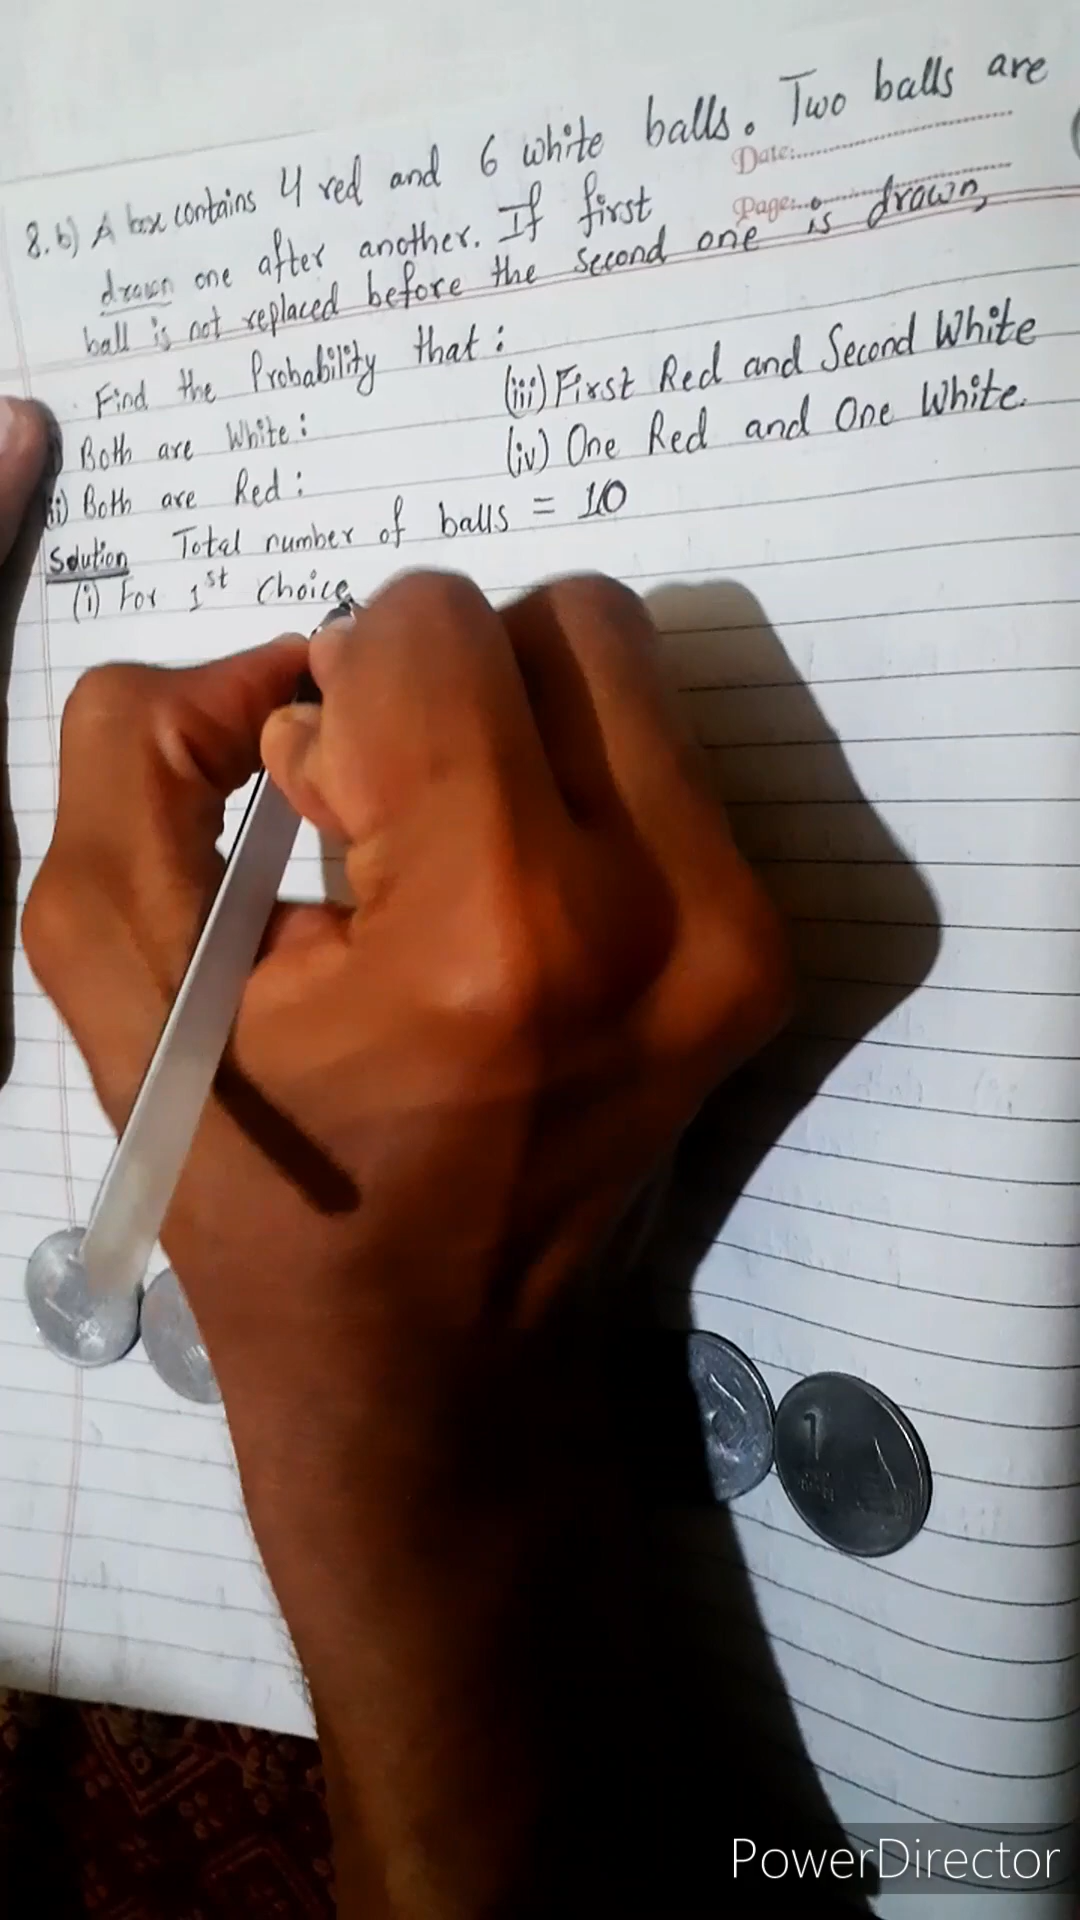 8. b) A box contains 4 red and 6 white balls. Two balls are
Date:
drawn one after another. If first
Page:
ball is not replaced before the second one is drawn,
Find the Probability that:
Both are White:
(iii) First Red and Second White
ii) Both are Red:
(iv) One Red and One White.
Solution Total number of balls = 10
(i) For 1st Choice
1
PowerDirector